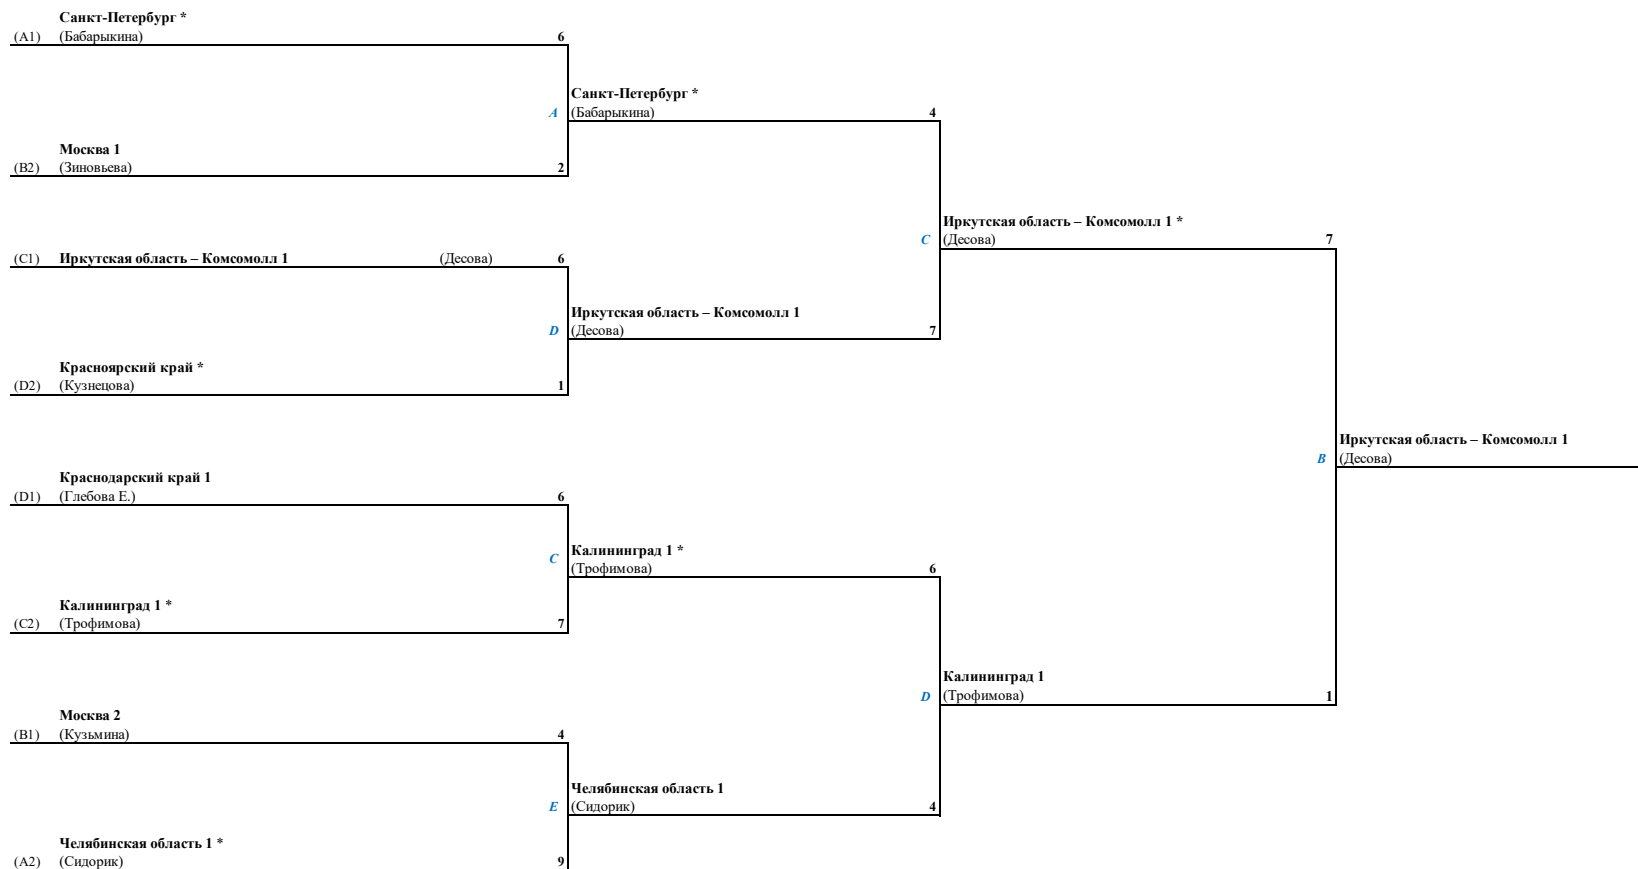 Санкт-Петербург *
(A1) (Бабарыкина) 6
Санкт-Петербург *
A (Бабарыкина) 4
Москва 1
(B2) (Зиновьева) 2
Иркутская область – Комсомолл 1 *
C (Десова) 7
(C1) Иркутская область – Комсомолл 1 (Десова) 6
Иркутская область – Комсомолл 1
D (Десова) 7
Красноярский край *
(D2) (Кузнецова) 1
Иркутская область – Комсомолл 1
B (Десова)
Краснодарский край 1
(D1) (Глебова Е.) 6
Калининград 1 *
C (Трофимова) 6
Калининград 1 *
(C2) (Трофимова) 7
Калининград 1
D (Трофимова) 1
Москва 2
(B1) (Кузьмина) 4
Челябинская область 1
E (Сидорик) 4
Челябинская область 1 *
(A2) (Сидорик) 9